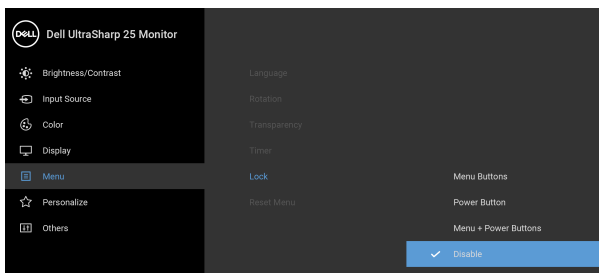 DELL Dell UltraSharp 25 Monitor
Brightness/Contrast
Input Source
Color
Display
Menu
Personalize
Others
Language
Rotation
Transparency
Timer
Lock
Reset Menu
Menu Buttons
Power Button
Menu + Power Buttons
Disable